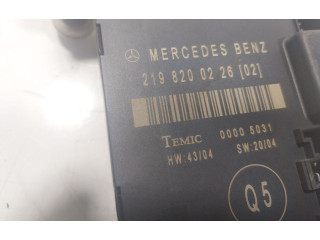 MERCEDES BENZ
219 820 02 26 [02]
TEMIC 0000 5031
HW:43/04 SW:20/04
Q5